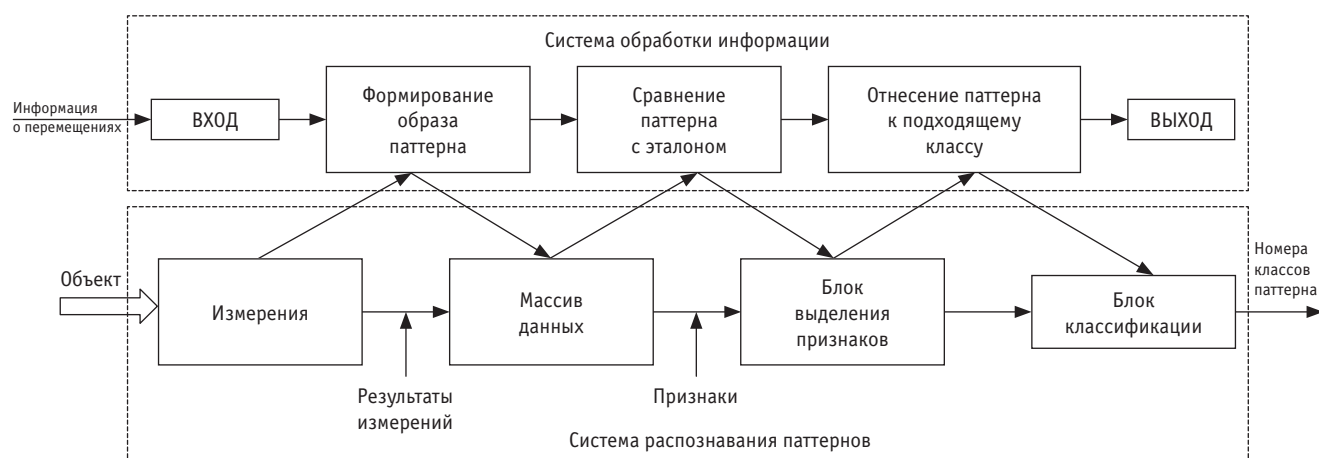 Система обработки информации
Информация
о перемещениях
ВХОД
Формирование
образа
паттерна
Сравнение
паттерна
с эталоном
Отнесение паттерна
к подходящему
классу
ВЫХОД
Объект
Измерения
Массив
данных
Блок
выделения
признаков
Блок
классификации
Номера
классов
паттерна
Результаты
измерений
Признаки
Система распознавания паттернов